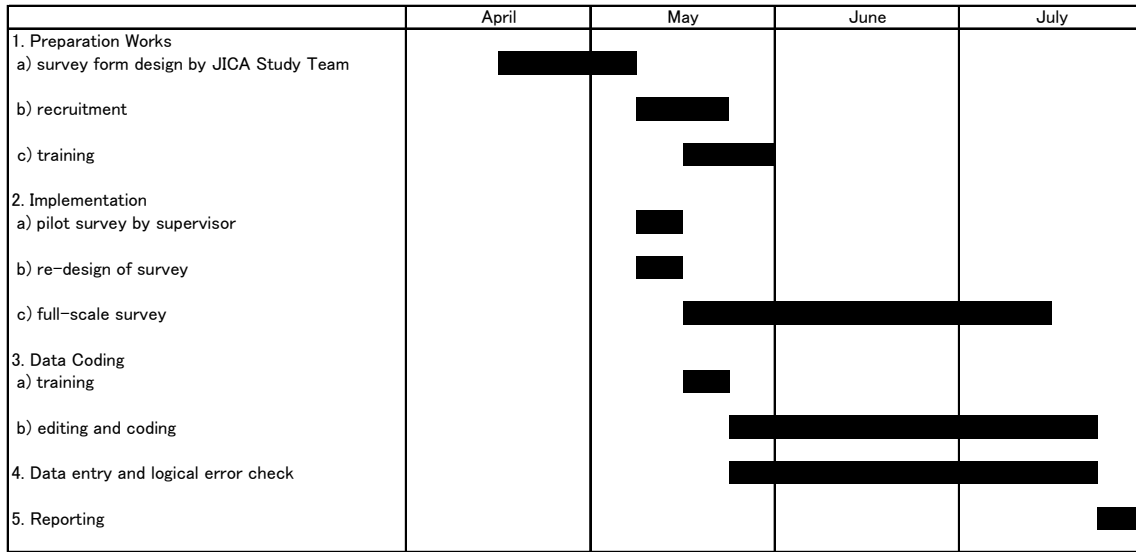 April May June July
1. Preparation Works
a) survey form design by JICA Study Team
b) recruitment
c) training
2. Implementation
a) pilot survey by supervisor
b) re-design of survey
c) full-scale survey
3. Data Coding
a) training
b) editing and coding
4. Data entry and logical error check
5. Reporting